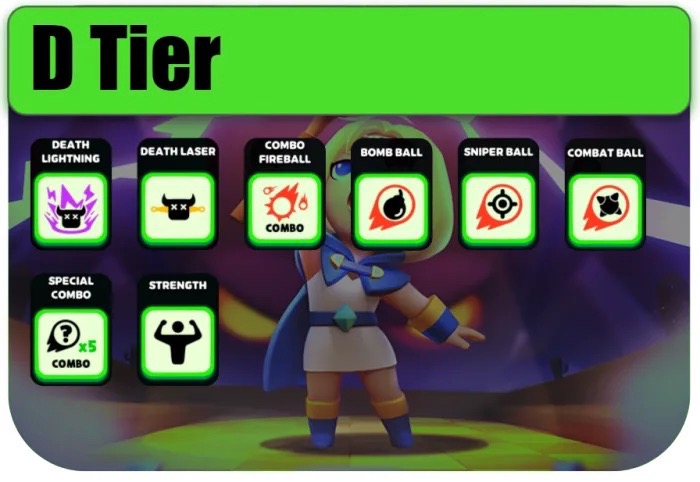 D Tier
DEATH
LIGHTNING
DEATH LASER
COMBO
FIREBALL
COMBO
BOMB BALL
SNIPER BALL
COMBAT BALL
SPECIAL
COMBO
?
x5
COMBO
STRENGTH